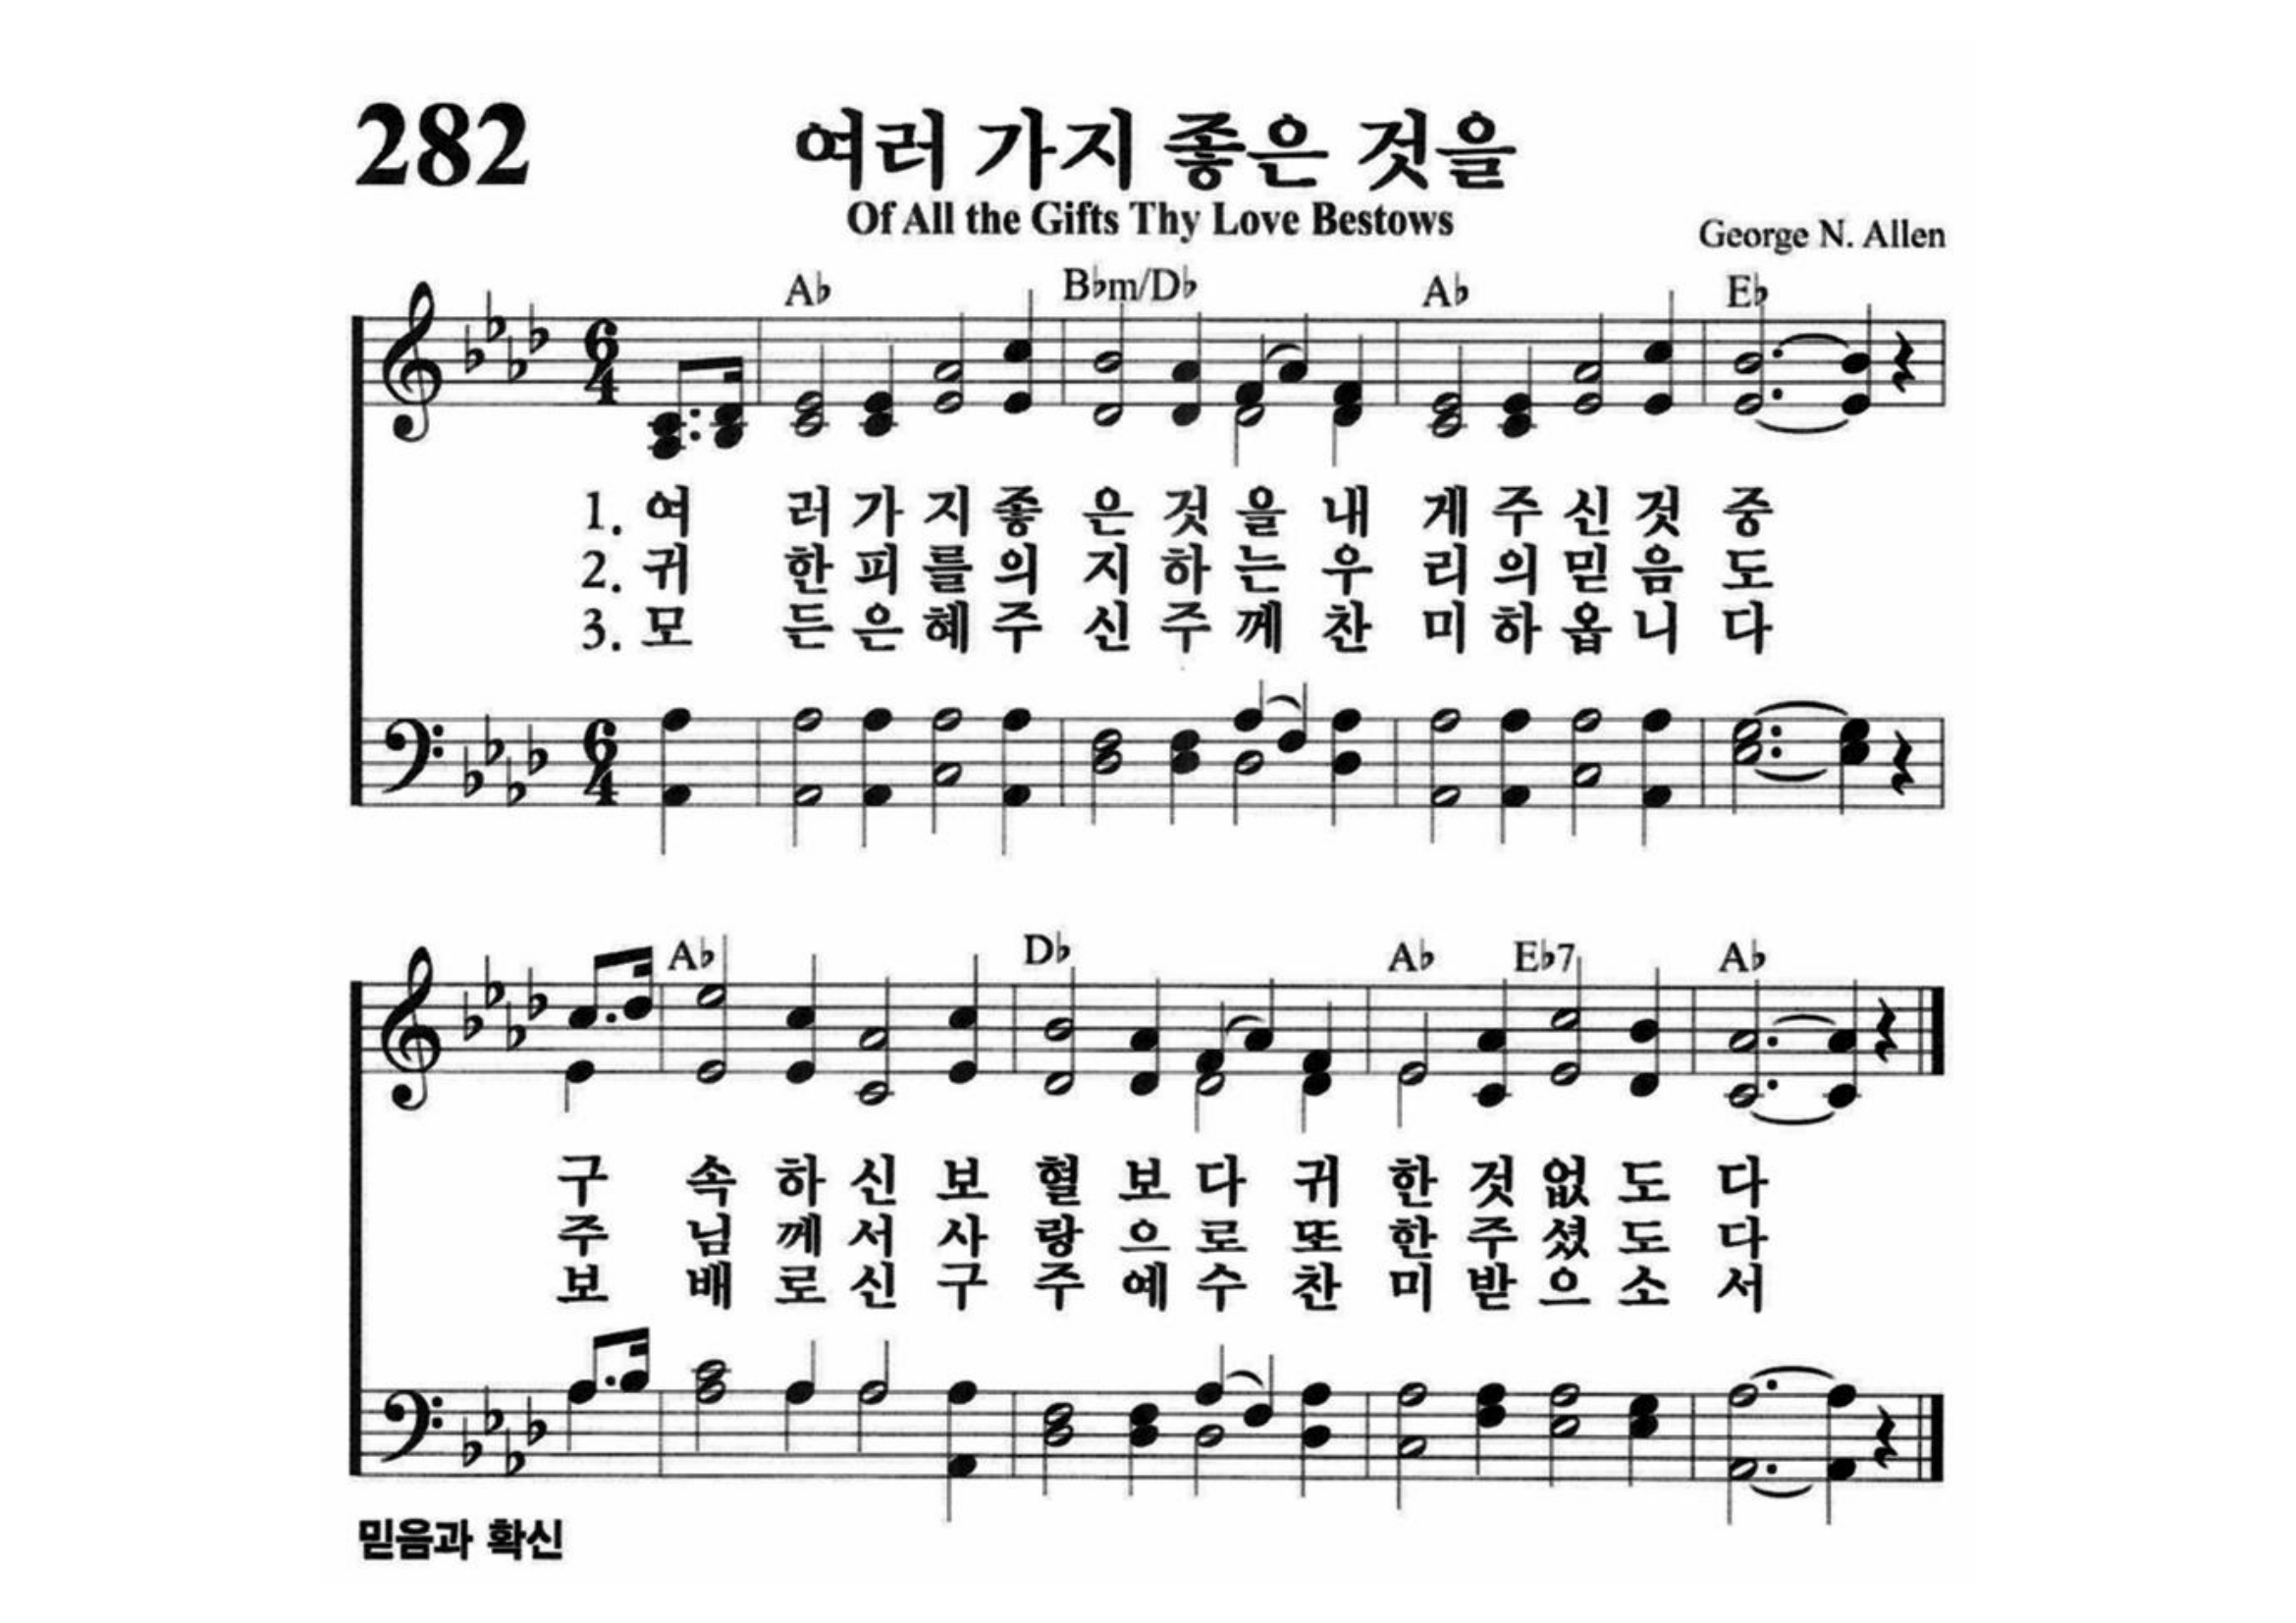 282
여러 가지 좋은 것을
Of All the Gifts Thy Love Bestows
George N. Allen
A♭ B♭m/D♭ A♭ E♭
1. 여 러 가 지 좋 은 것 을 내 게 주 신 것 중
2. 귀 한 피 를 의 지 하 는 우 리 의 믿 음 도
3. 모 든 은 혜 주 신 주 께 찬 미 하 옵 니 다
A♭ D♭ A♭ E♭7 A♭
구 속 하 신 보 혈 보 다 귀 한 것 없 도 다
주 님 께 서 사 랑 으 로 또 한 주 셨 도 다
보 배 로 신 구 주 예 수 찬 미 받 으 소 서
믿음과 확신